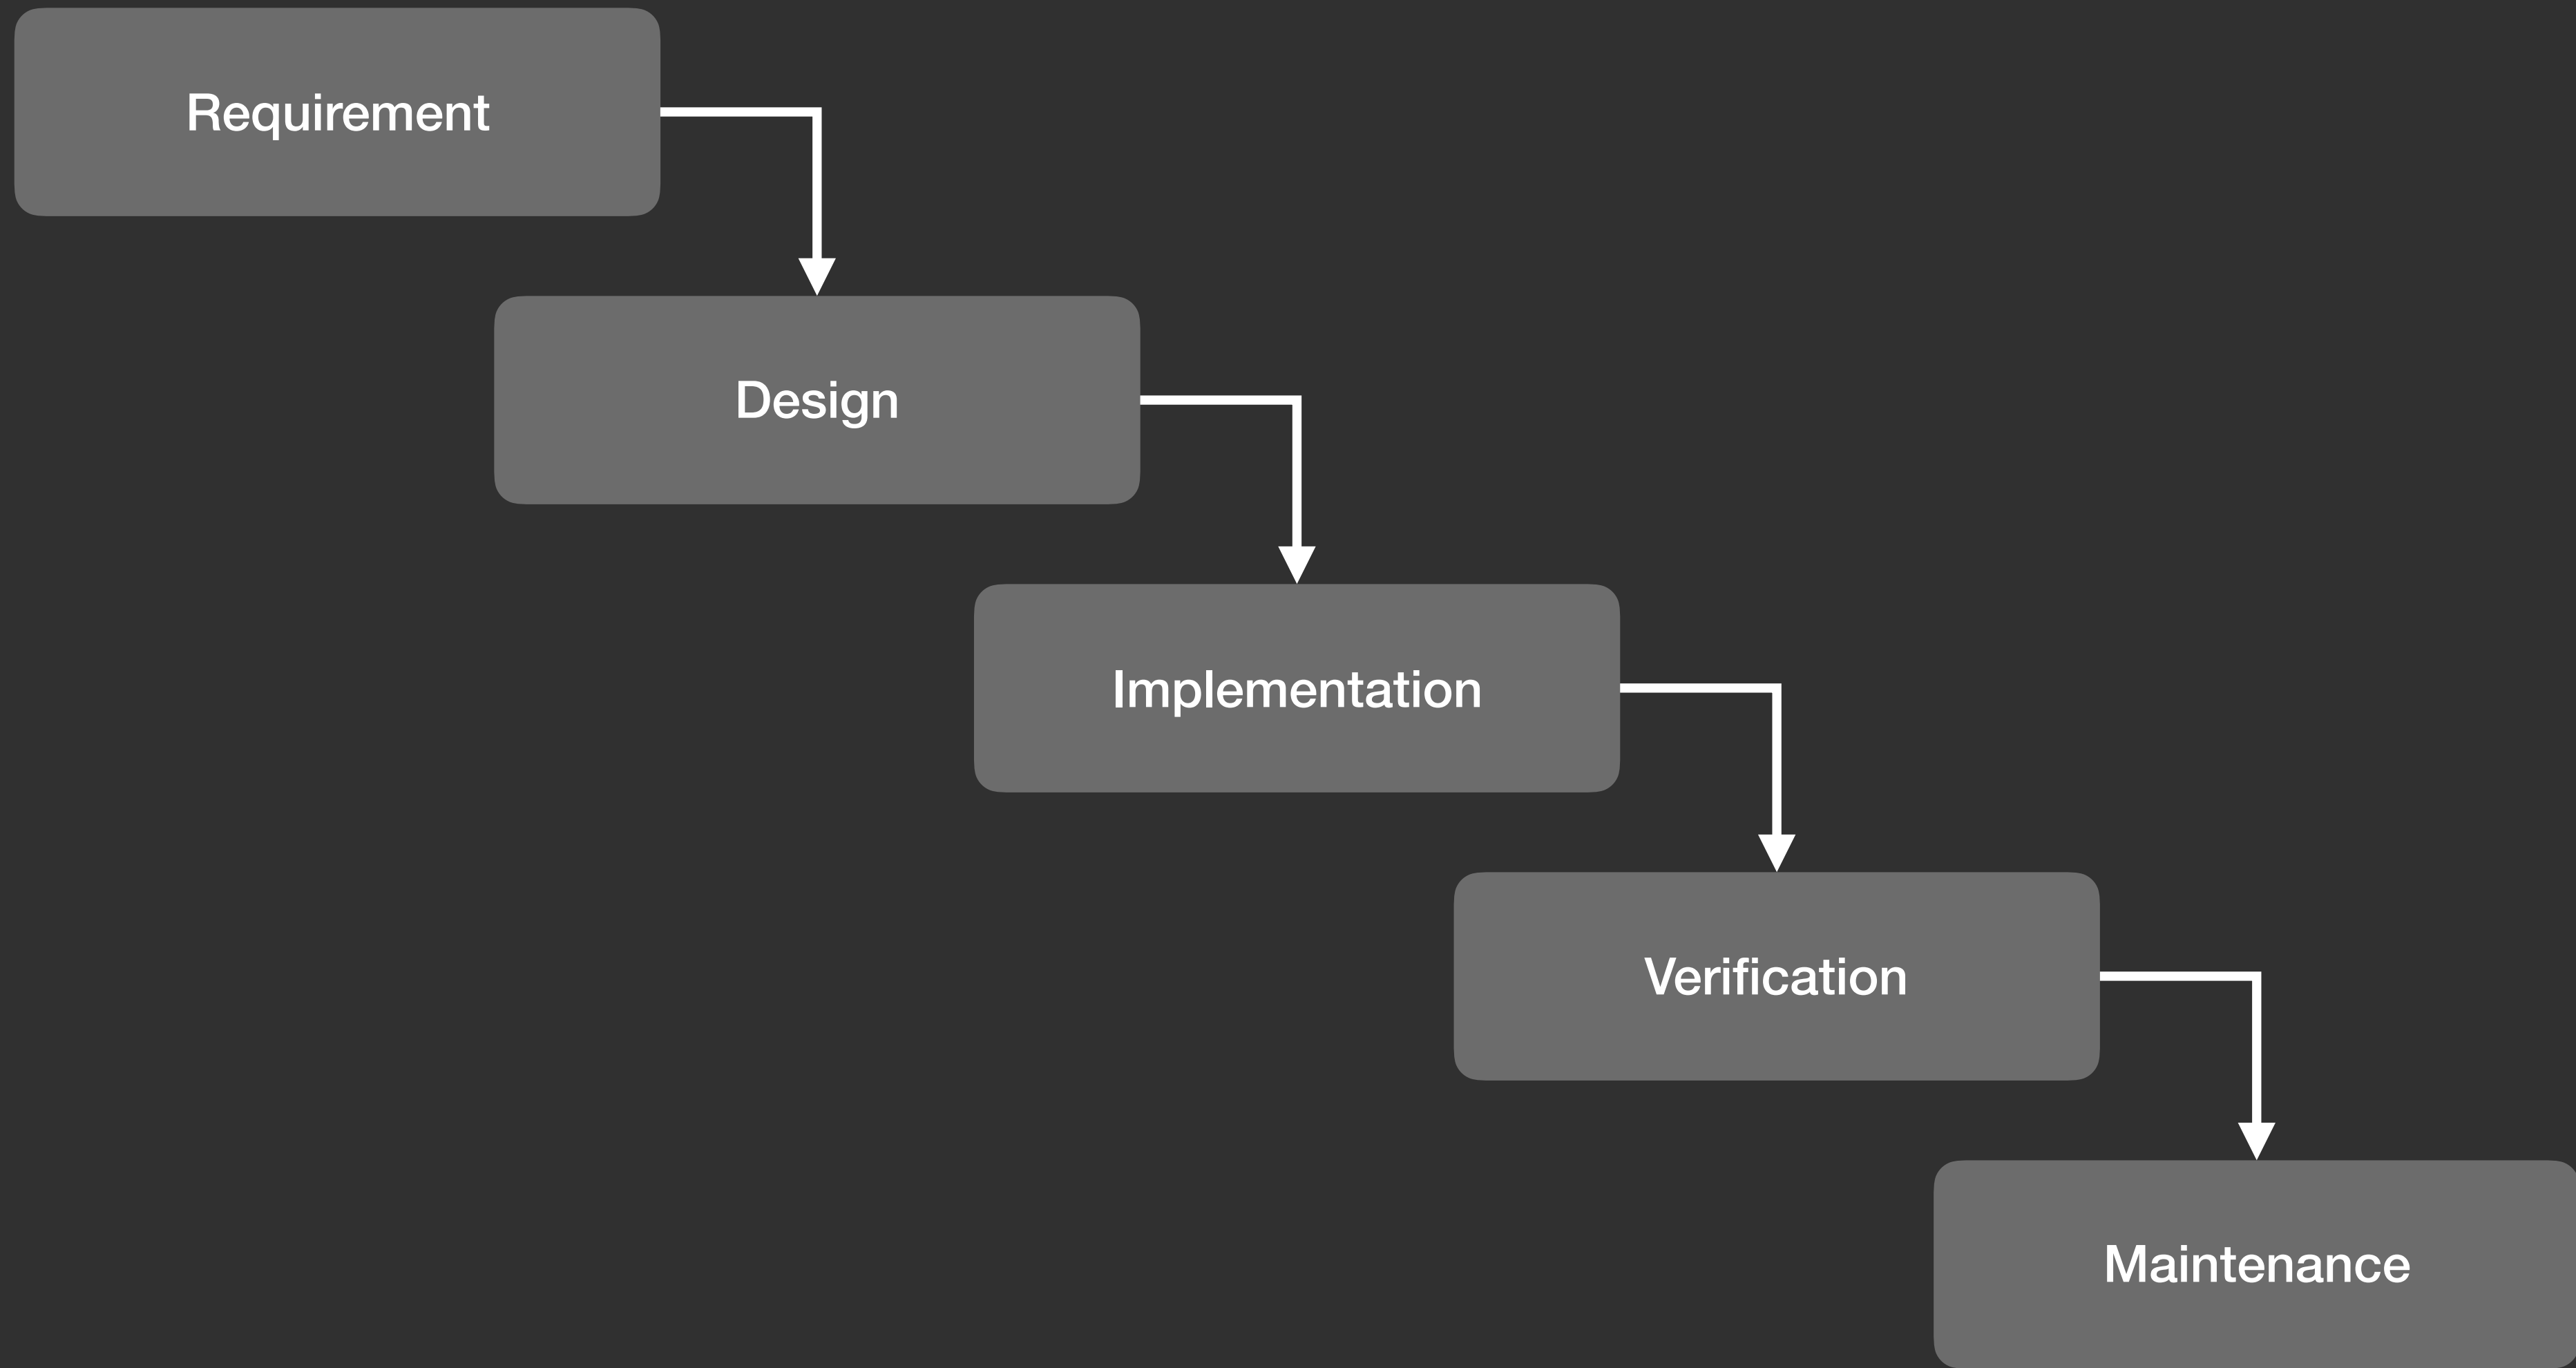 Requirement
Design
Implementation
Verification
Maintenance